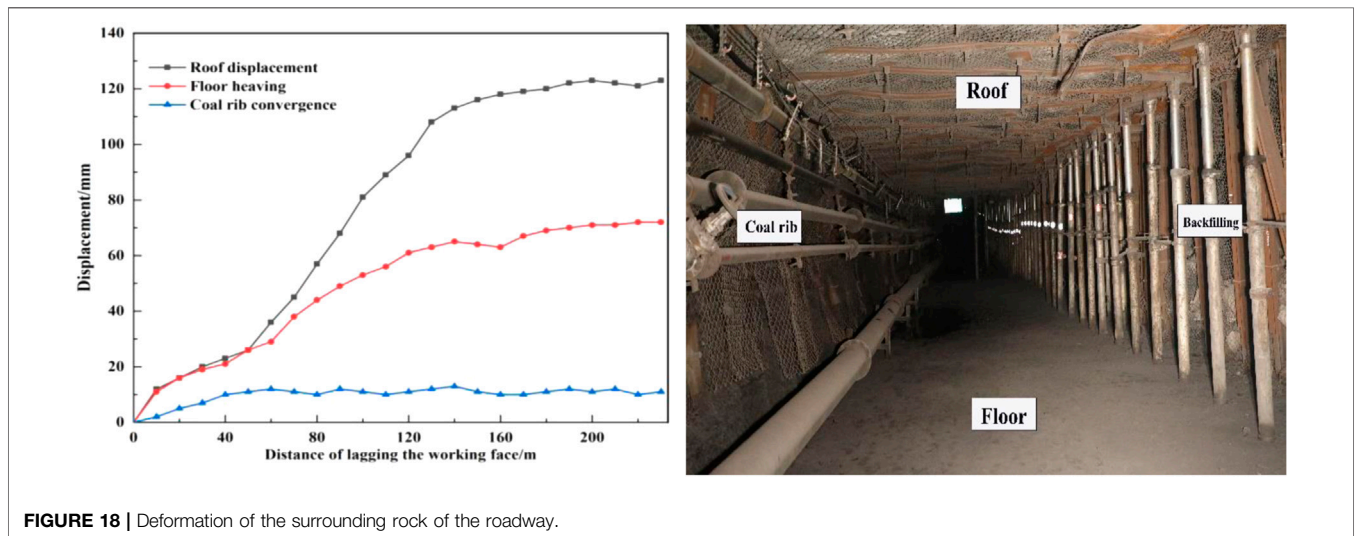 140
120
100
80
60
40
20
0
Displacement/mm
Roof displacement
Floor heaving
Coal rib convergence
0 40 80 120 160 200
Distance of lagging the working face/m
Roof
Coal rib
Backfilling
Floor
FIGURE 18 | Deformation of the surrounding rock of the roadway.